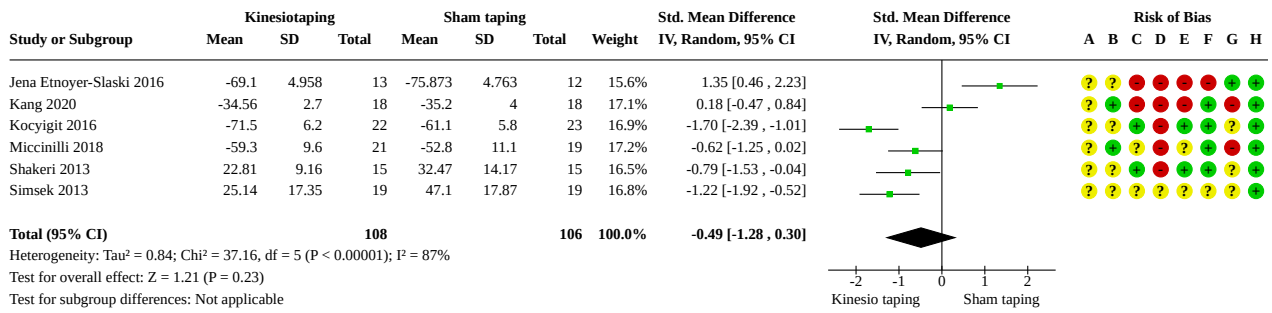 Kinesiotaping Sham taping Std. Mean Difference Std. Mean Difference Risk of Bias
Study or Subgroup Mean SD Total Mean SD Total Weight IV, Random, 95% CI IV, Random, 95% CI A B C D E F G H
Jena Etnoyer-Slaski 2016 -69.1 4.958 13 -75.873 4.763 12 15.6% 1.35 [0.46 , 2.23] ? ? - - - - + +
Kang 2020 -34.56 2.7 18 -35.2 4 18 17.1% 0.18 [-0.47 , 0.84] ? + - - - + - +
Kocyigit 2016 -71.5 6.2 22 -61.1 5.8 23 16.9% -1.70 [-2.39 , -1.01] ? ? + - + + ? +
Miccinilli 2018 -59.3 9.6 21 -52.8 11.1 19 17.2% -0.62 [-1.25 , 0.02] ? + ? - ? + - +
Shakeri 2013 22.81 9.16 15 32.47 14.17 15 16.5% -0.79 [-1.53 , -0.04] ? ? + - + + ? +
Simsek 2013 25.14 17.35 19 47.1 17.87 19 16.8% -1.22 [-1.92 , -0.52] ? ? ? ? ? ? ? +
Total (95% CI) 108 106 100.0% -0.49 [-1.28 , 0.30]
Heterogeneity: Tau² = 0.84; Chi² = 37.16, df = 5 (P < 0.00001); I² = 87%
Test for overall effect: Z = 1.21 (P = 0.23)
Test for subgroup differences: Not applicable
-2 -1 0 1 2
Kinesio taping Sham taping